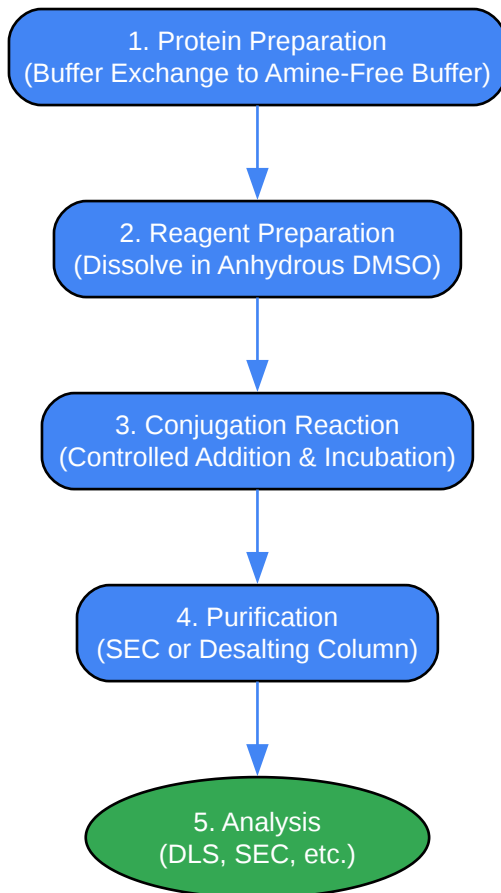 1. Protein Preparation
(Buffer Exchange to Amine-Free Buffer)
2. Reagent Preparation
(Dissolve in Anhydrous DMSO)
3. Conjugation Reaction
(Controlled Addition & Incubation)
4. Purification
(SEC or Desalting Column)
5. Analysis
(DLS, SEC, etc.)